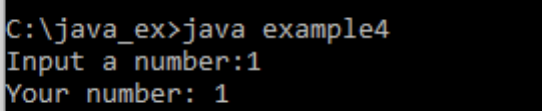 C:\java_ex>java example4
Input a number:1
Your number: 1